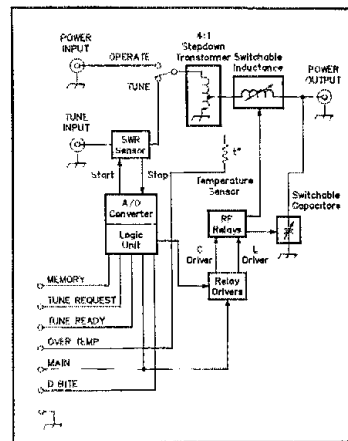 POWER
INPUT
OPERATE
TUNE
4:1
Stepdown
Transformer
Switchable
Inductance
POWER
OUTPUT
TUNE
INPUT
SWR
Sensor
Start
Stop
t°
Temperature
Sensor
A/D
Converter
Logic
Unit
RF
Relays
Switchable
Capacitors
C
Driver
L
Driver
Relay
Drivers
MEMORY
TUNE REQUEST
TUNE READY
OVER TEMP
MAIN
D BITE